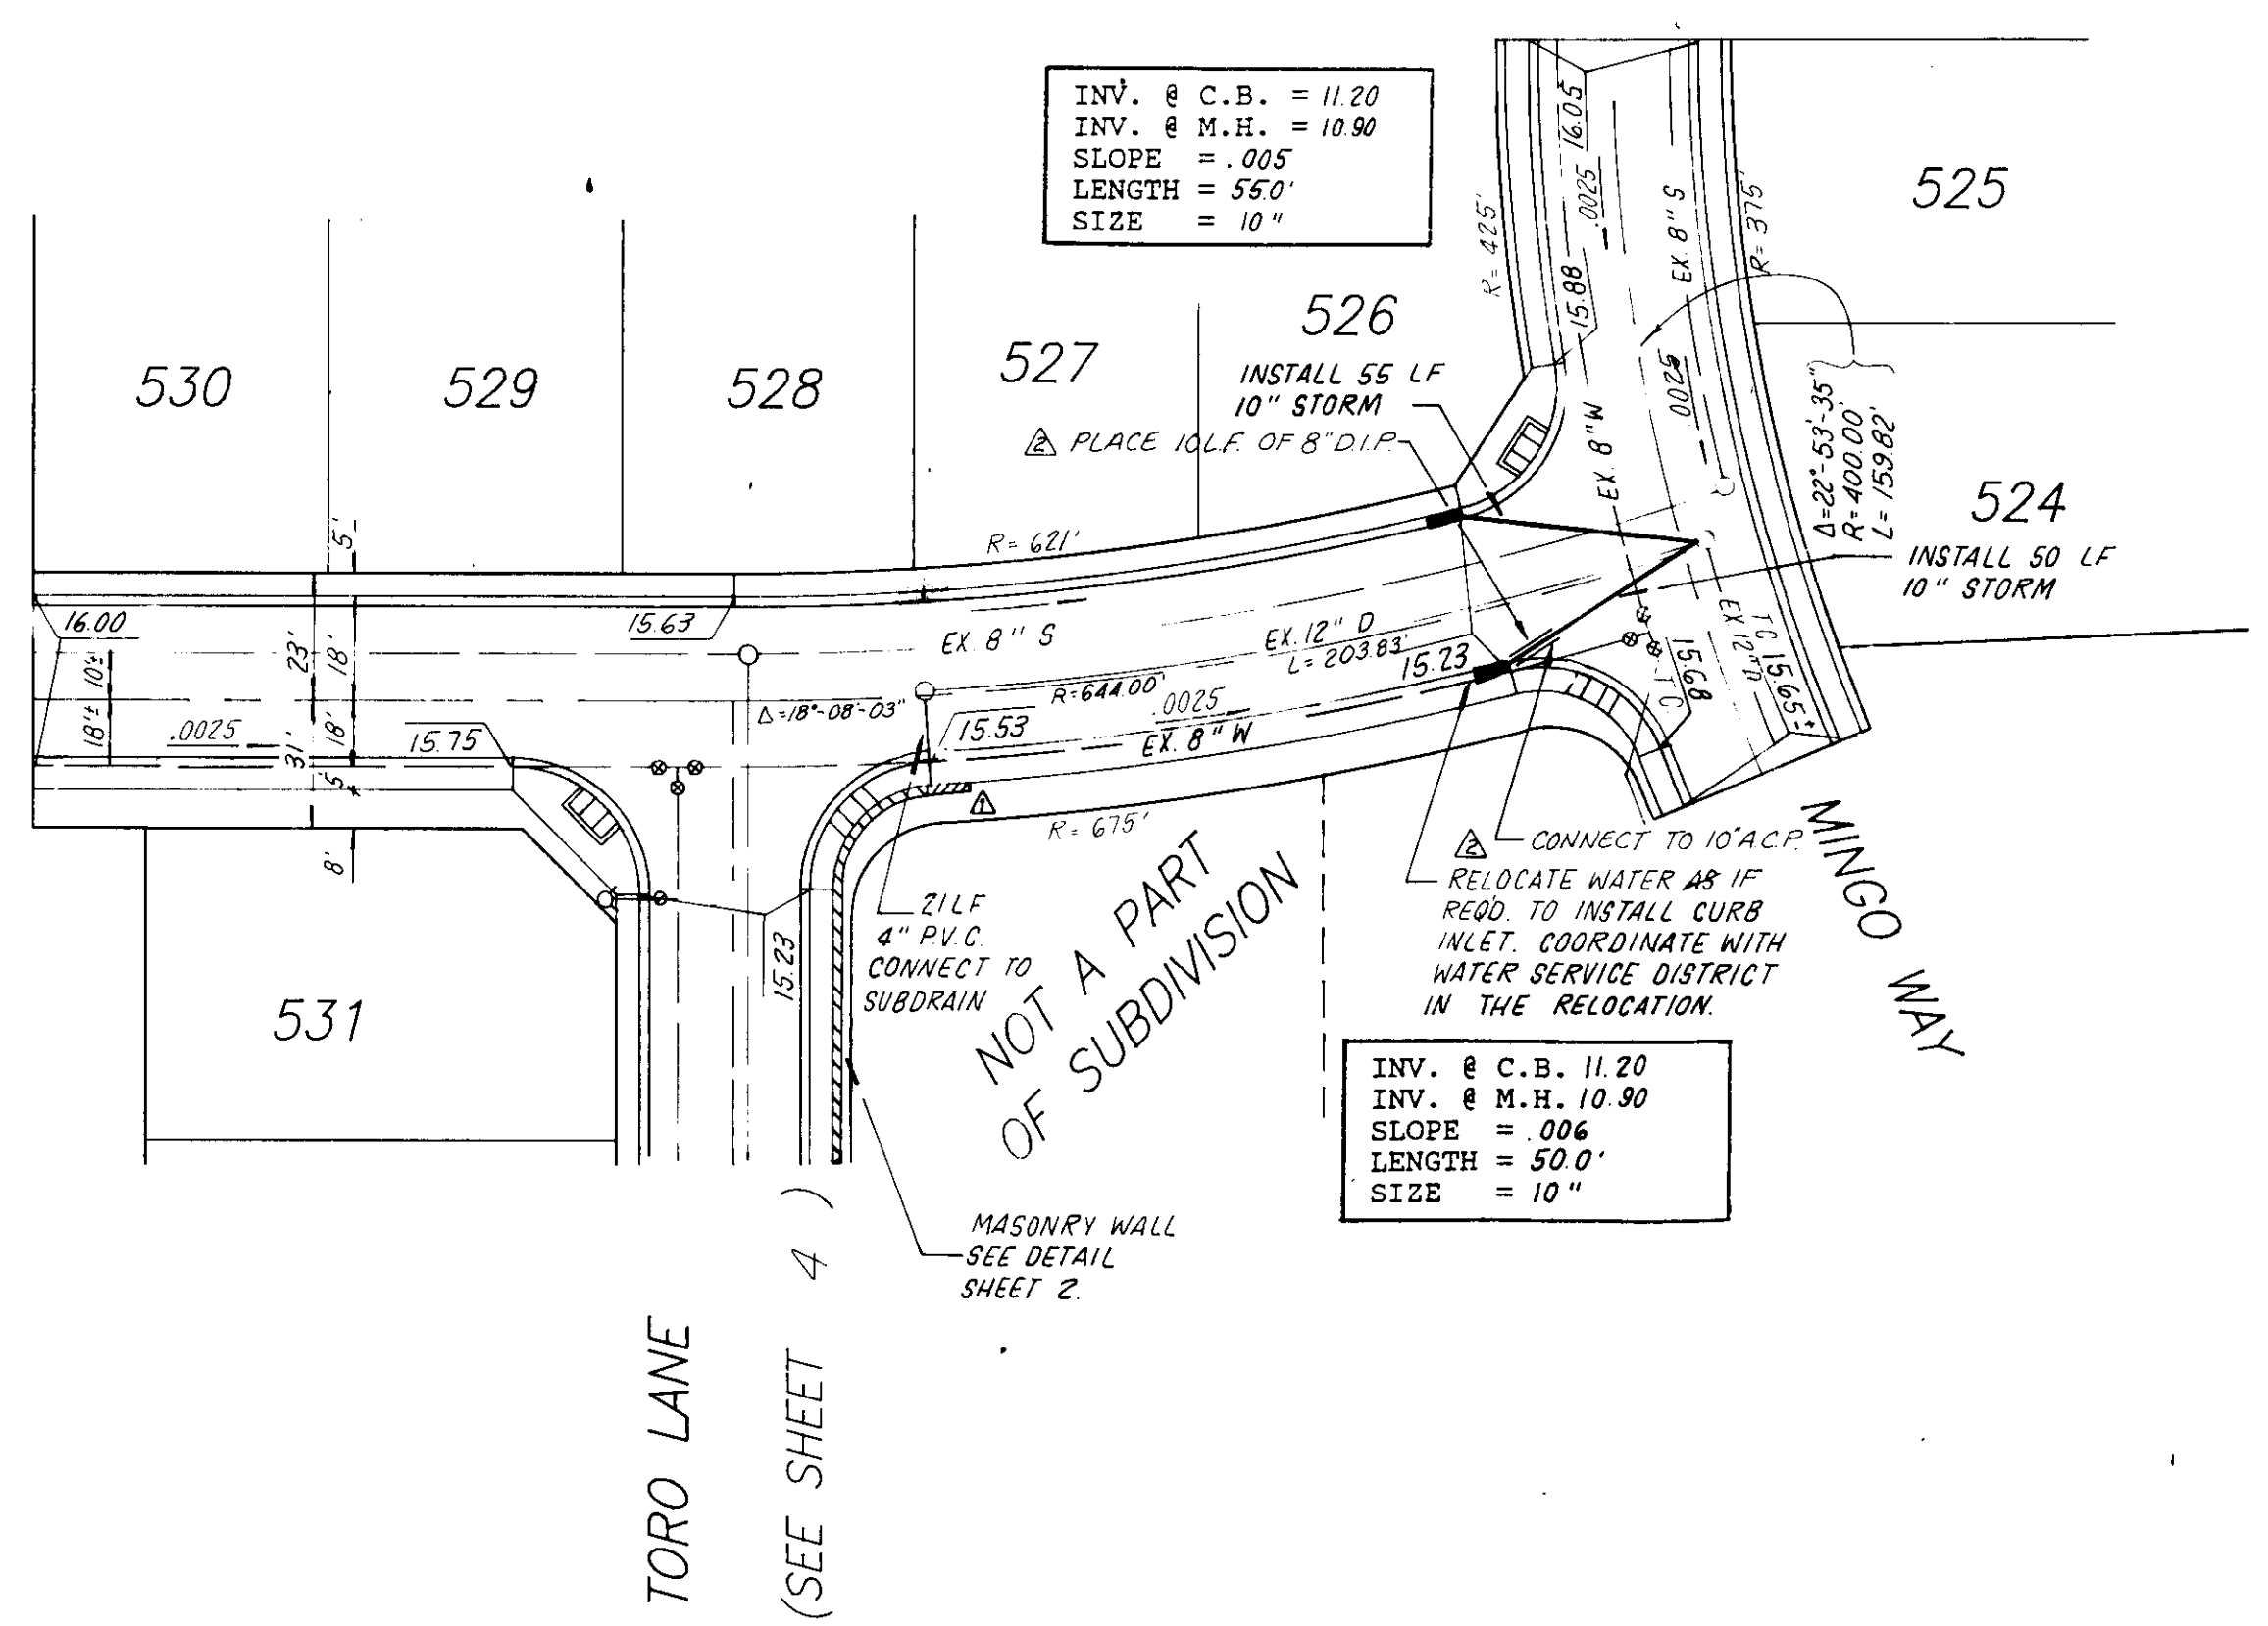 INV. @ C.B. = 11.20
INV. @ M.H. = 10.90
SLOPE = .005
LENGTH = 55.0'
SIZE = 10"
530
529
528
527
526
525
524
531
INSTALL 55 LF
10" STORM
2 PLACE 10 L.F. OF 8" D.I.P.
R= 425'
15.88
.0025
16.05
EX. 8" S
R= 375'
.0025
EX. 8" W
Δ=22°-53'-35"
R= 400.00'
L= 159.82'
INSTALL 50 LF
10" STORM
5'
R= 621'
16.00
15.63
23'
18'
10'±
18'±
31'
18'
5'
8'
.0025
15.75
EX. 8" S
EX. 12" D
L= 203.83'
15.23
R=644.00'
Δ=18°-08'-03"
15.53
.0025
EX. 8" W
EX 12" D
TC 15.65±
TC
15.68
1
R= 675'
2 CONNECT TO 10" A.C.P.
RELOCATE WATER AS IF
REQ'D. TO INSTALL CURB
INLET. COORDINATE WITH
WATER SERVICE DISTRICT
IN THE RELOCATION.
MINGO WAY
21 LF
4" P.V.C.
CONNECT TO
SUBDRAIN
15.23
NOT A PART
OF SUBDIVISION
INV. @ C.B. 11.20
INV. @ M.H. 10.90
SLOPE = .006
LENGTH = 50.0'
SIZE = 10"
MASONRY WALL
SEE DETAIL
SHEET 2.
TORO LANE
(SEE SHEET 4 )